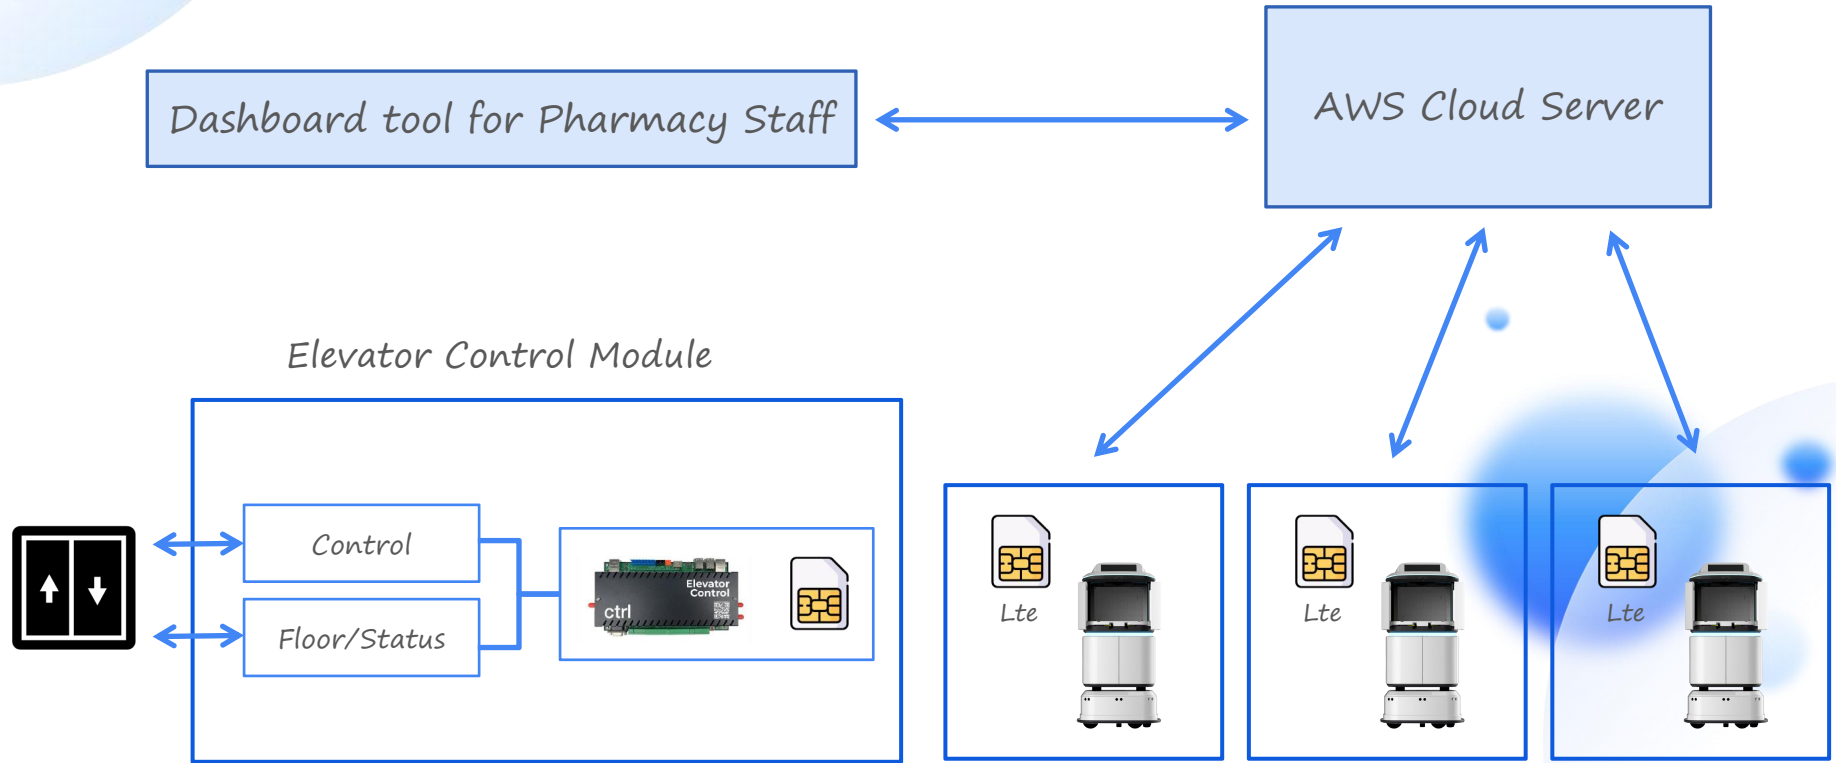 Dashboard tool for Pharmacy Staff
AWS Cloud Server
Elevator Control Module
Control
Floor/Status
Elevator
Control
ctrl
Lte
Lte
Lte